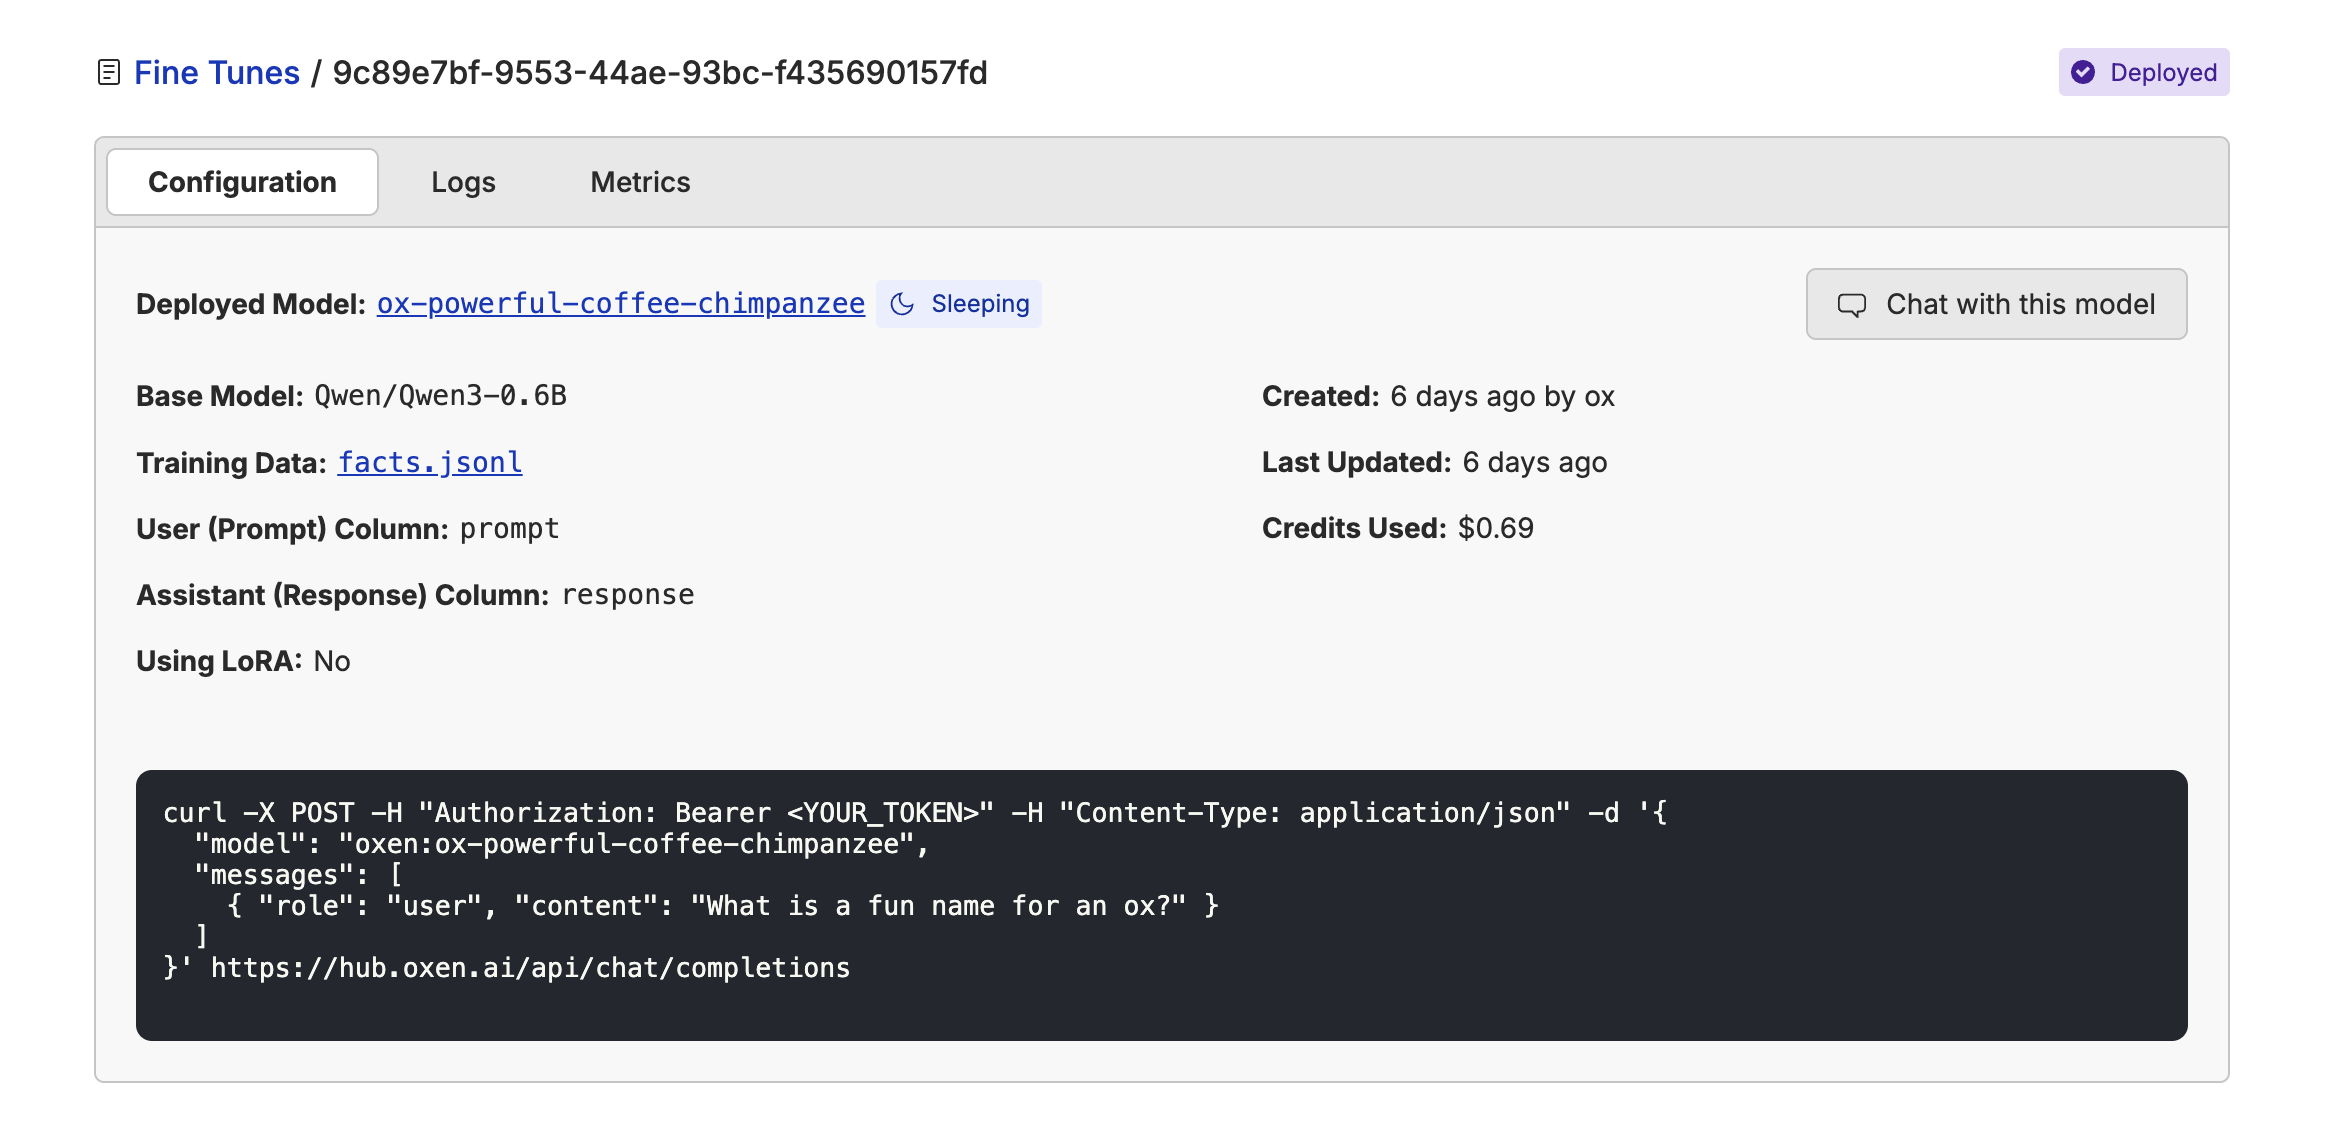 Fine Tunes / 9c89e7bf-9553-44ae-93bc-f435690157fd
Deployed
Configuration
Logs
Metrics
Deployed Model: ox-powerful-coffee-chimpanzee
Sleeping
Chat with this model
Base Model: Qwen/Qwen3-0.6B
Training Data: facts.jsonl
User (Prompt) Column: prompt
Assistant (Response) Column: response
Using LoRA: No
Created: 6 days ago by ox
Last Updated: 6 days ago
Credits Used: $0.69
curl -X POST -H "Authorization: Bearer <YOUR_TOKEN>" -H "Content-Type: application/json" -d '{
  "model": "oxen:ox-powerful-coffee-chimpanzee",
  "messages": [
    { "role": "user", "content": "What is a fun name for an ox?" }
  ]
}' https://hub.oxen.ai/api/chat/completions